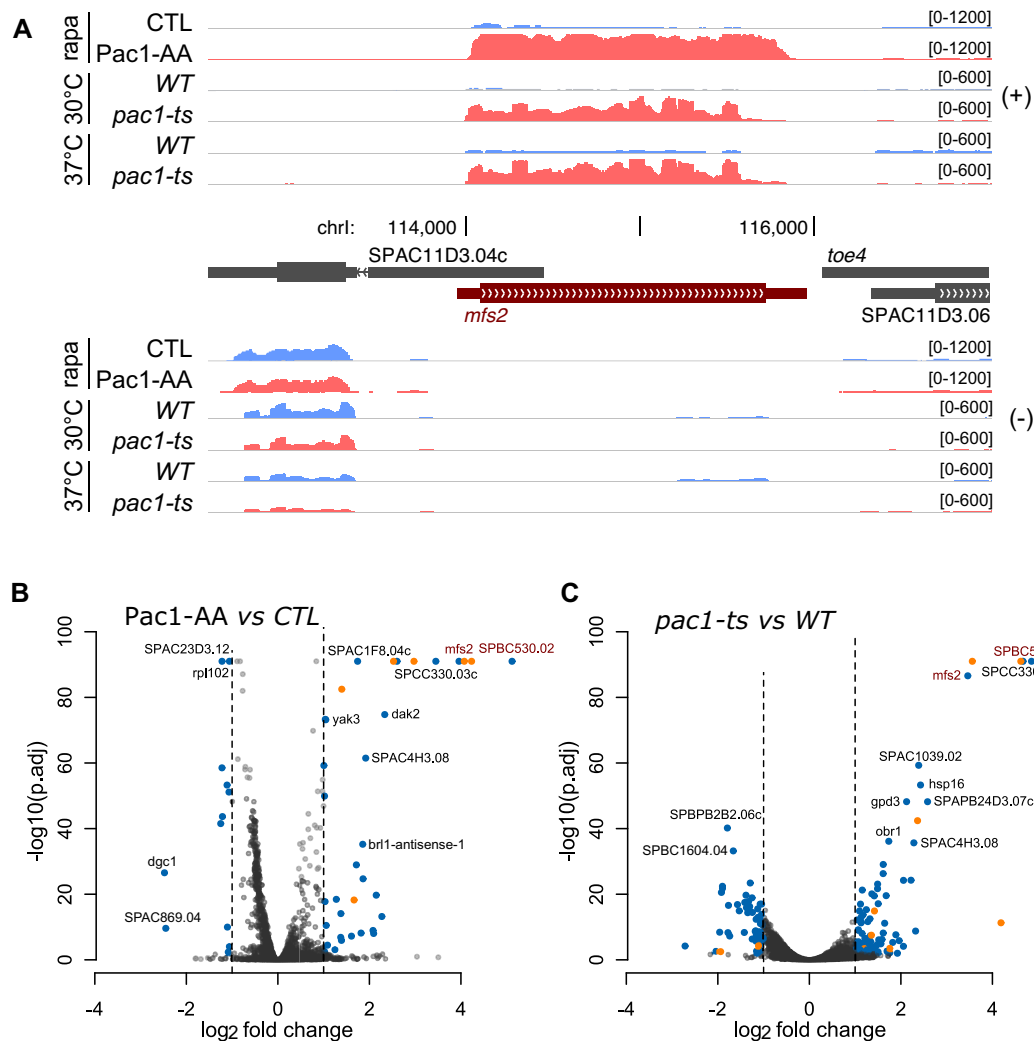 A
rapa
CTL [0-1200]
Pac1-AA [0-1200]
30°C
WT [0-600]
pac1-ts [0-600]
(+)
37°C
WT [0-600]
pac1-ts [0-600]
chrI: 114,000 116,000
SPAC11D3.04c toe4
mfs2 SPAC11D3.06
rapa
CTL [0-1200]
Pac1-AA [0-1200]
30°C
WT [0-600]
pac1-ts [0-600]
(-)
37°C
WT [0-600]
pac1-ts [0-600]
B
Pac1-AA vs CTL
-log10(p.adj)
100
80
60
40
20
0
SPAC23D3.12
rpl102
SPAC1F8.04c
mfs2
SPBC530.02
SPCC330.03c
yak3
dak2
SPAC4H3.08
brl1-antisense-1
dgc1
SPAC869.04
-4 -2 0 2 4
log2 fold change
C
pac1-ts vs WT
-log10(p.adj)
100
80
60
40
20
0
SPBC5
SPCC330
mfs2
SPAC1039.02
hsp16
gpd3
SPAPB24D3.07c
SPBPB2B2.06c
obr1
SPBC1604.04
SPAC4H3.08
-4 -2 0 2 4
log2 fold change